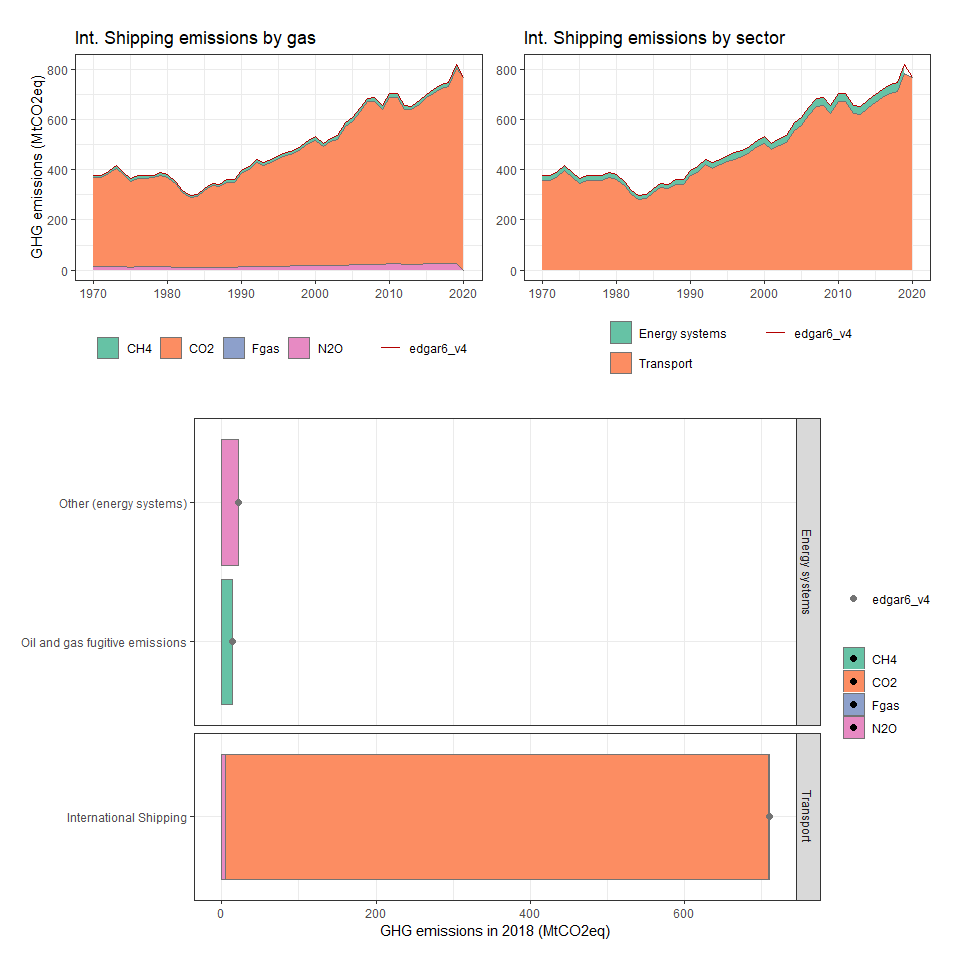 Int. Shipping emissions by gas
GHG emissions (MtCO2eq)
800
600
400
200
0
1970 1980 1990 2000 2010 2020
CH4 CO2 Fgas N2O edgar6_v4
Int. Shipping emissions by sector
800
600
400
200
0
1970 1980 1990 2000 2010 2020
Energy systems edgar6_v4
Transport
Other (energy systems)
Oil and gas fugitive emissions
Energy systems
International Shipping
Transport
0 200 400 600
GHG emissions in 2018 (MtCO2eq)
edgar6_v4
CH4
CO2
Fgas
N2O